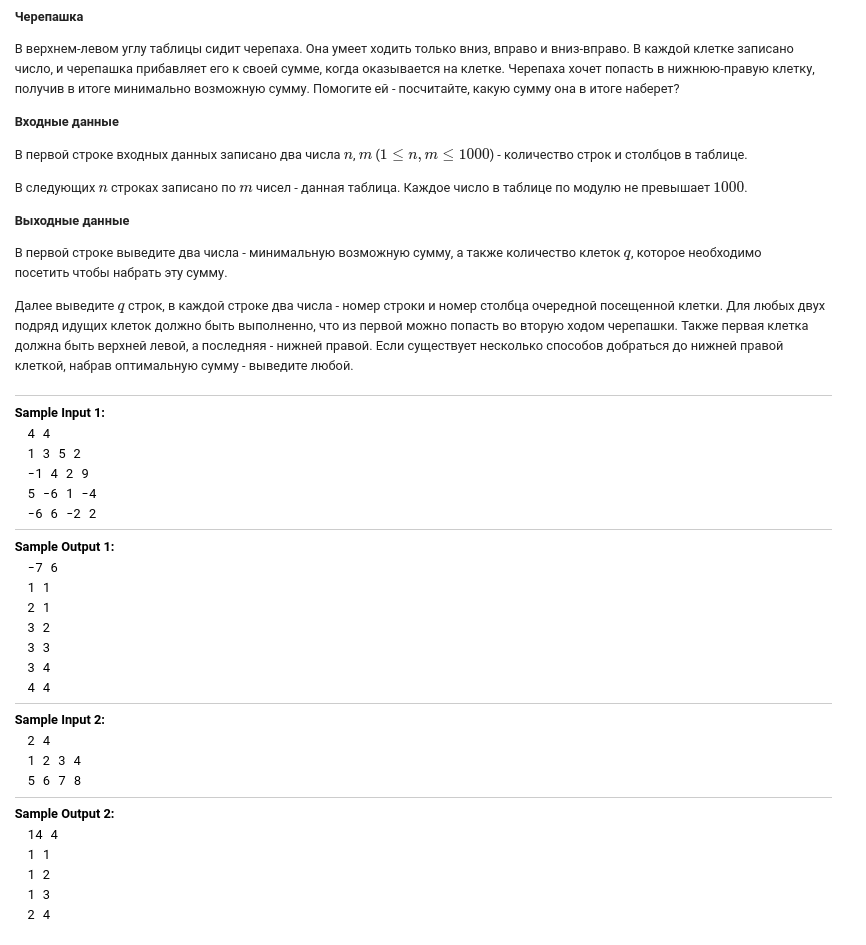 Черепашка
В верхнем-левом углу таблицы сидит черепаха. Она умеет ходить только вниз, вправо и вниз-вправо. В каждой клетке записано
число, и черепашка прибавляет его к своей сумме, когда оказывается на клетке. Черепаха хочет попасть в нижнюю-правую клетку,
получив в итоге минимально возможную сумму. Помогите ей - посчитайте, какую сумму она в итоге наберет?
Входные данные
В первой строке входных данных записано два числа n, m (1 ≤ n, m ≤ 1000) - количество строк и столбцов в таблице.
В следующих n строках записано по m чисел - данная таблица. Каждое число в таблице по модулю не превышает 1000.
Выходные данные
В первой строке выведите два числа - минимальную возможную сумму, а также количество клеток q, которое необходимо
посетить чтобы набрать эту сумму.
Далее выведите q строк, в каждой строке два числа - номер строки и номер столбца очередной посещенной клетки. Для любых двух
подряд идущих клеток должно быть выполненно, что из первой можно попасть во вторую ходом черепашки. Также первая клетка
должна быть верхней левой, а последняя - нижней правой. Если существует несколько способов добраться до нижней правой
клеткой, набрав оптимальную сумму - выведите любой.
Sample Input 1:
4 4
1 3 5 2
-1 4 2 9
5 -6 1 -4
-6 6 -2 2
Sample Output 1:
-7 6
1 1
2 1
3 2
3 3
3 4
4 4
Sample Input 2:
2 4
1 2 3 4
5 6 7 8
Sample Output 2:
14 4
1 1
1 2
1 3
2 4